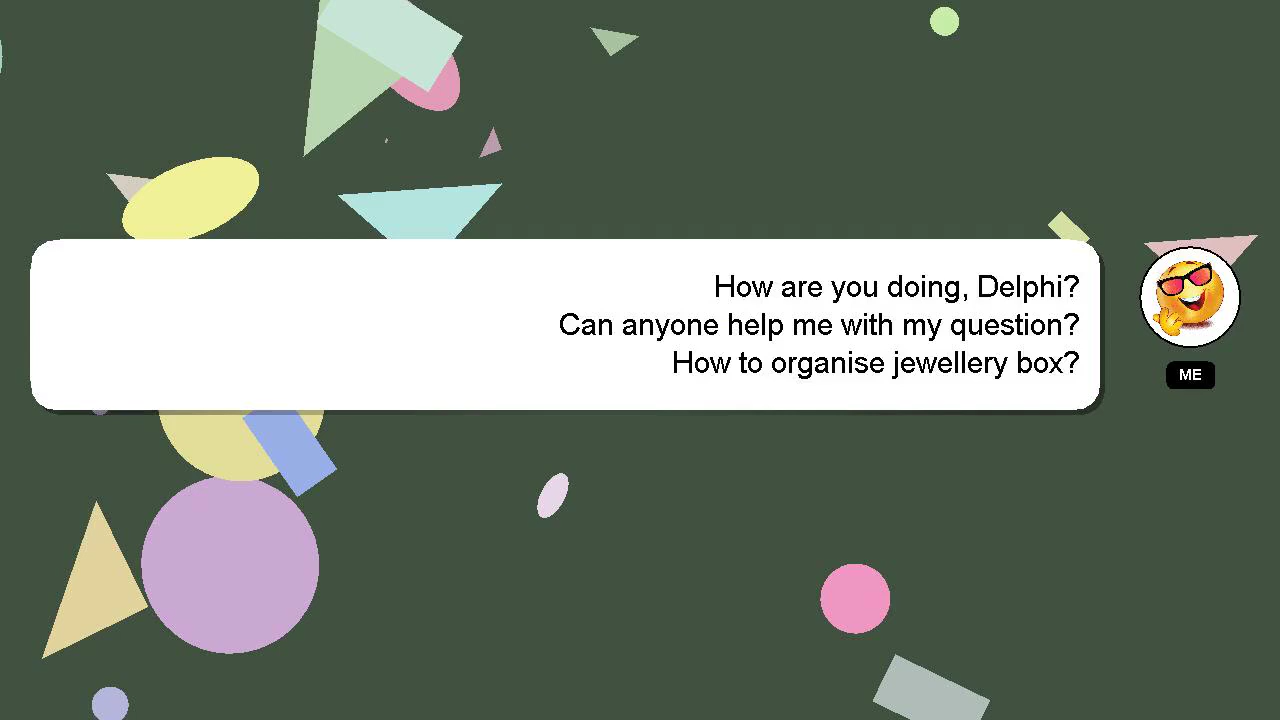 How are you doing, Delphi?
Can anyone help me with my question?
How to organise jewellery box?
ME